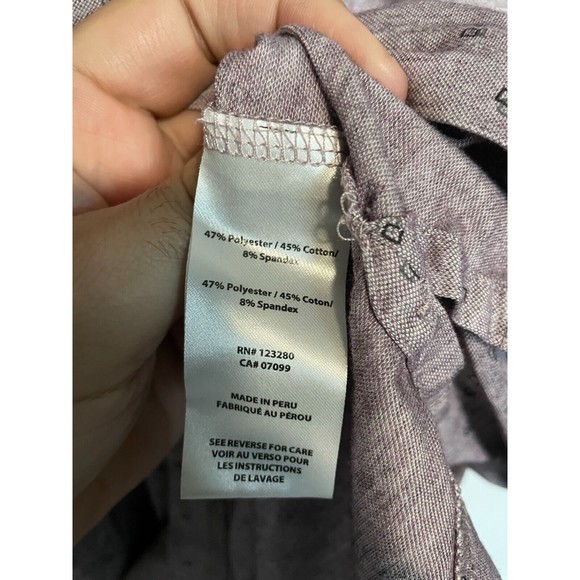 47% Polyester / 45% Cotton/
8% Spandex
47% Polyester / 45% Coton/
8% Spandex
RN# 123280
CA# 07099
MADE IN PERU
FABRIQUÉ AU PÉROU
SEE REVERSE FOR CARE
VOIR AU VERSO POUR
LES INSTRUCTIONS
DE LAVAGE